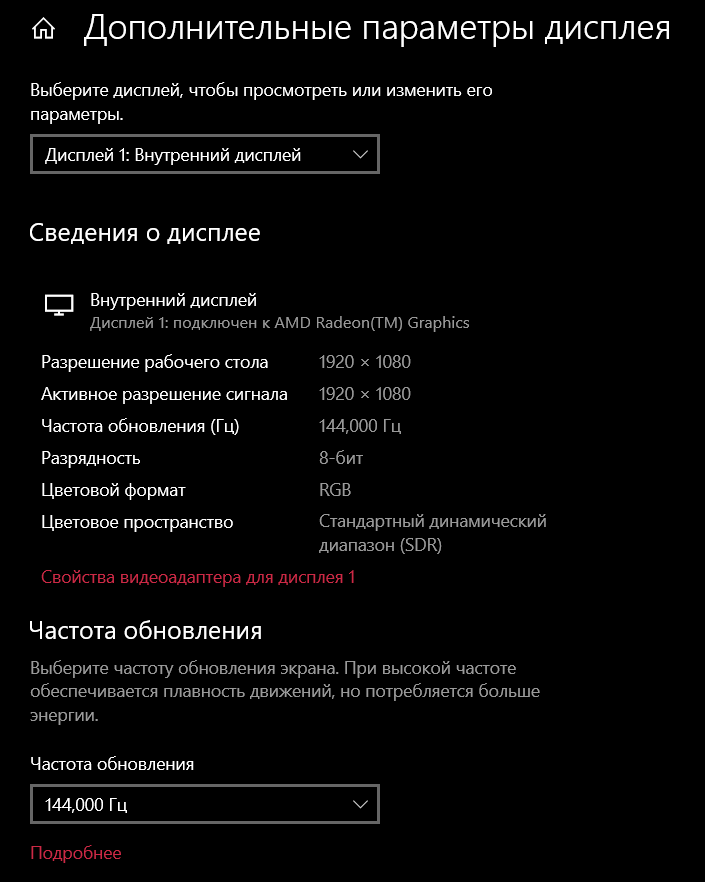 Дополнительные параметры дисплея
Выберите дисплей, чтобы просмотреть или изменить его
параметры.
Дисплей 1: Внутренний дисплей
Сведения о дисплее
Внутренний дисплей
Дисплей 1: подключен к AMD Radeon(TM) Graphics
Разрешение рабочего стола 1920 × 1080
Активное разрешение сигнала 1920 × 1080
Частота обновления (Гц) 144,000 Гц
Разрядность 8-бит
Цветовой формат RGB
Цветовое пространство Стандартный динамический
диапазон (SDR)
Свойства видеоадаптера для дисплея 1
Частота обновления
Выберите частоту обновления экрана. При высокой частоте
обеспечивается плавность движений, но потребляется больше
энергии.
Частота обновления
144,000 Гц
Подробнее